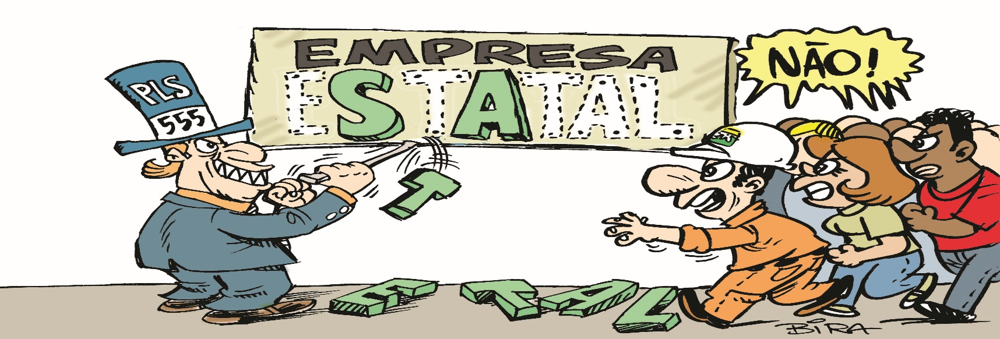 EMPRESA
ESTATAL
NÃO!
PLS
555
T
E T A L
BIRA